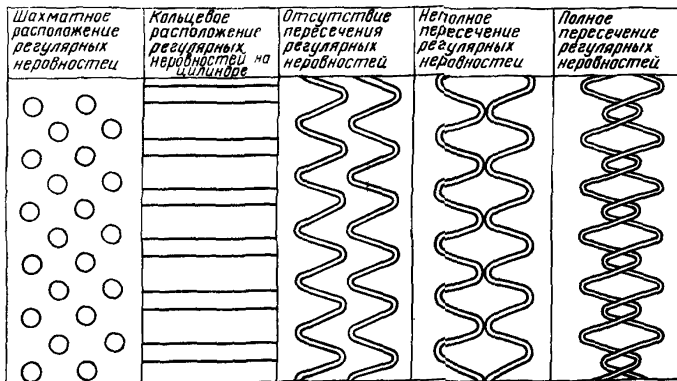 Шахматное
расположение
регулярных
неровностей
Кольцевое
расположение
регулярных
неровностей на
цилиндре
Отсутствие
пересечения
регулярных
неровностей
Неполное
пересечение
регулярных
неровностей
Полное
пересечение
регулярных
неровностей